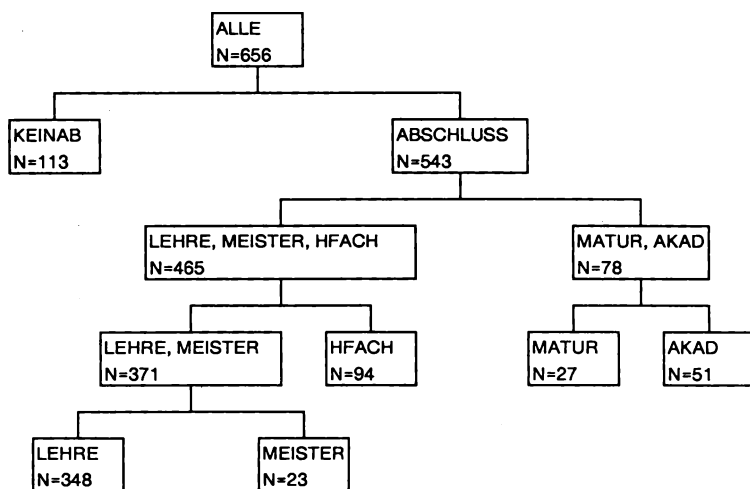 ALLE
N=656
KEINAB
N=113
ABSCHLUSS
N=543
LEHRE, MEISTER, HFACH
N=465
MATUR, AKAD
N=78
LEHRE, MEISTER
N=371
HFACH
N=94
MATUR
N=27
AKAD
N=51
LEHRE
N=348
MEISTER
N=23